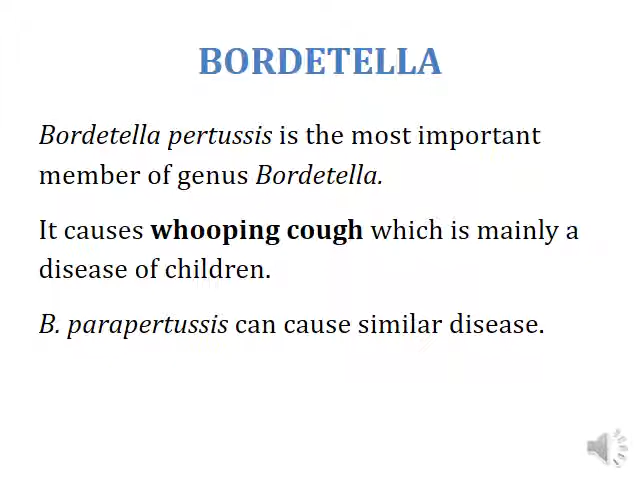 BORDETELLA
Bordetella pertussis is the most important
member of genus Bordetella.
It causes whooping cough which is mainly a
disease of children.
B. parapertussis can cause similar disease.